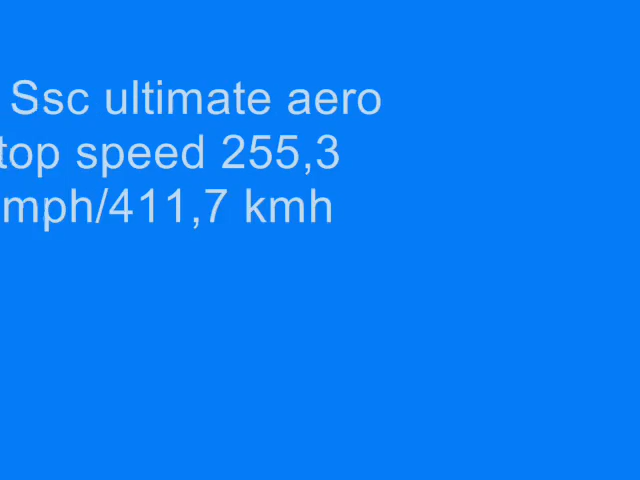 Ssc ultimate aero
top speed 255,3
mph/411,7 kmh